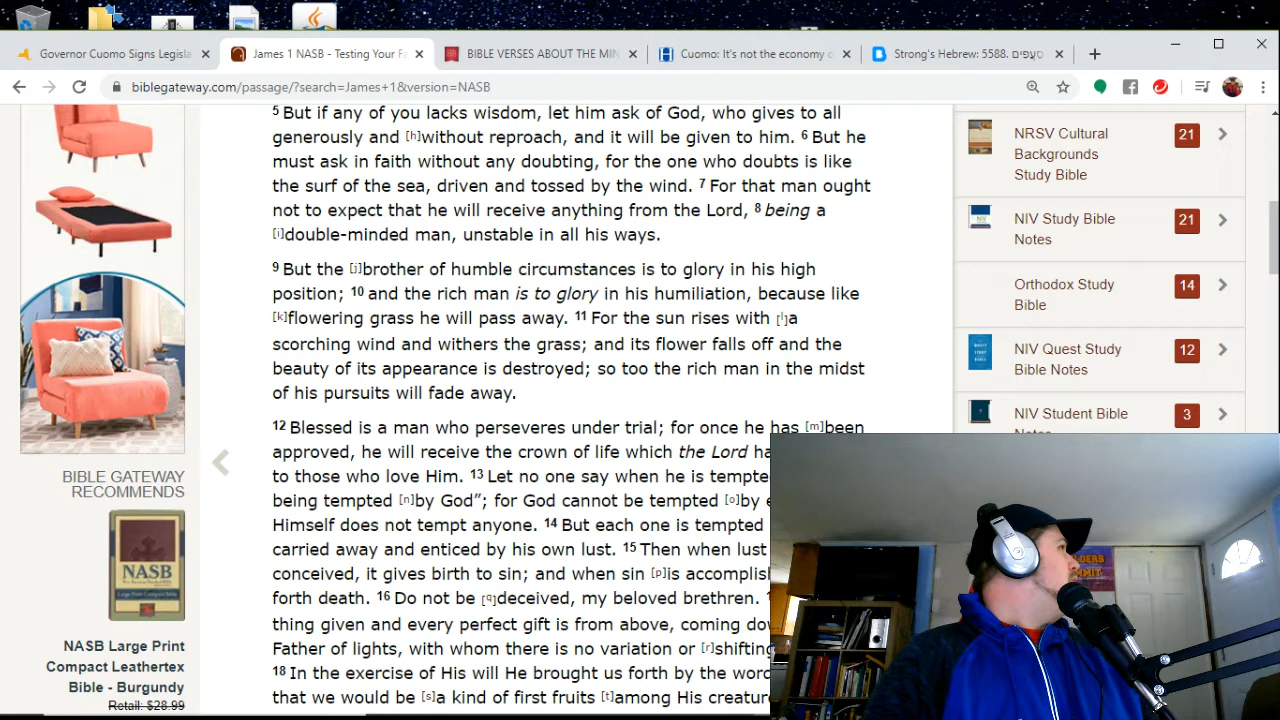 Governor Cuomo Signs Legisla
James 1 NASB - Testing Your Fa
BIBLE VERSES ABOUT THE MIN
Cuomo: It's not the economy o
Strong's Hebrew: 5588. סֵעֲפִים
biblegateway.com/passage/?search=James+1&version=NASB
5 But if any of you lacks wisdom, let him ask of God, who gives to all
generously and [h]without reproach, and it will be given to him. 6 But he
must ask in faith without any doubting, for the one who doubts is like
the surf of the sea, driven and tossed by the wind. 7 For that man ought
not to expect that he will receive anything from the Lord, 8 being a
[i]double-minded man, unstable in all his ways.
9 But the [j]brother of humble circumstances is to glory in his high
position; 10 and the rich man is to glory in his humiliation, because like
[k]flowering grass he will pass away. 11 For the sun rises with [l]a
scorching wind and withers the grass; and its flower falls off and the
beauty of its appearance is destroyed; so too the rich man in the midst
of his pursuits will fade away.
12 Blessed is a man who perseveres under trial; for once he has [m]been
approved, he will receive the crown of life which the Lord ha
to those who love Him. 13 Let no one say when he is tempte
being tempted [n]by God”; for God cannot be tempted [o]by e
Himself does not tempt anyone. 14 But each one is tempted
carried away and enticed by his own lust. 15 Then when lust
conceived, it gives birth to sin; and when sin [p]is accomplis
forth death. 16 Do not be [q]deceived, my beloved brethren.
thing given and every perfect gift is from above, coming dow
Father of lights, with whom there is no variation or [r]shifting
18 In the exercise of His will He brought us forth by the word
that we would be [s]a kind of first fruits [t]among His creature
BIBLE GATEWAY
RECOMMENDS
NASB
NASB Large Print
Compact Leathertex
Bible - Burgundy
Retail: $28.99
NRSV Cultural
Backgrounds
Study Bible
21
NIV Study Bible
Notes
21
Orthodox Study
Bible
14
NIV Quest Study
Bible Notes
12
NIV Student Bible
3